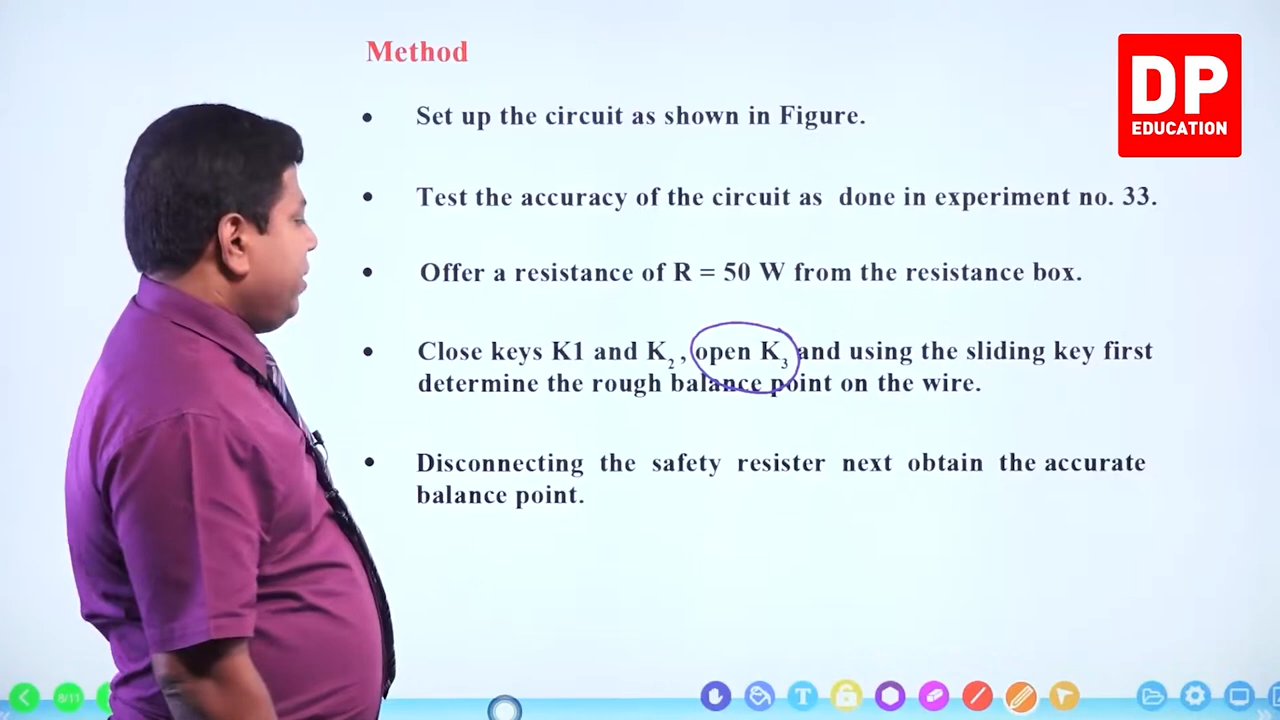 Method
DP
EDUCATION
• Set up the circuit as shown in Figure.
• Test the accuracy of the circuit as done in experiment no. 33.
• Offer a resistance of R = 50 W from the resistance box.
• Close keys K1 and K₂, open K₃ and using the sliding key first
determine the rough balance point on the wire.
• Disconnecting the safety resister next obtain the accurate
balance point.
8/11
T